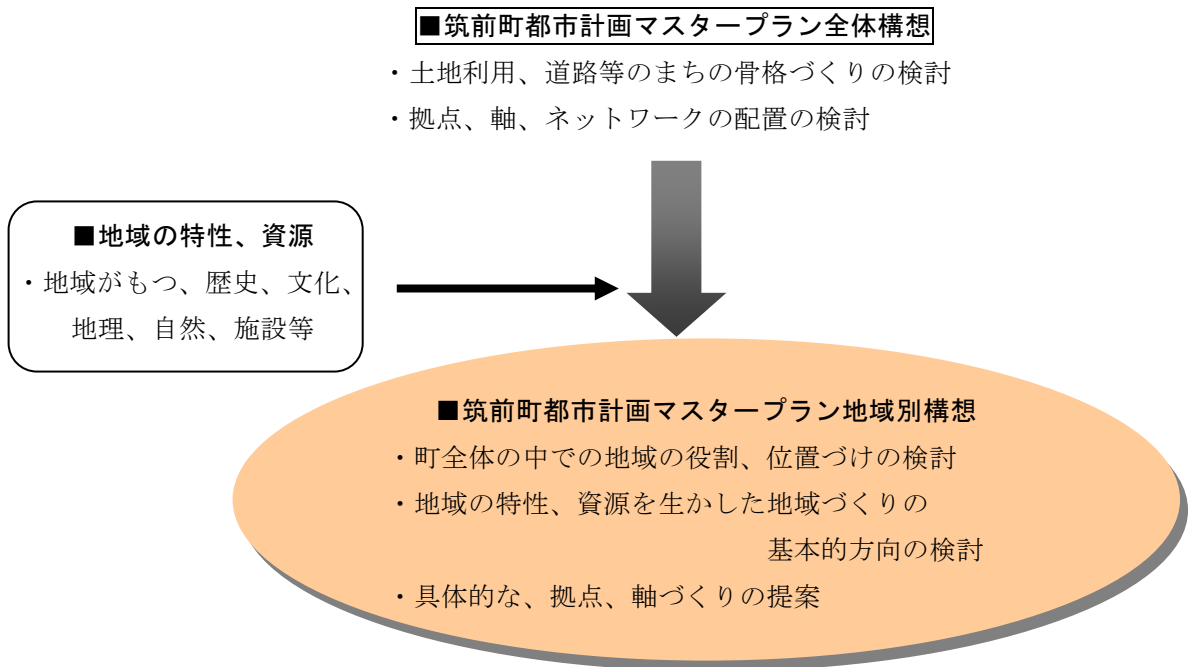 ■筑前町都市計画マスタープラン全体構想
・土地利用、道路等のまちの骨格づくりの検討
・拠点、軸、ネットワークの配置の検討
■地域の特性、資源
・地域がもつ、歴史、文化、
地理、自然、施設等
■筑前町都市計画マスタープラン地域別構想
・町全体の中での地域の役割、位置づけの検討
・地域の特性、資源を生かした地域づくりの
基本的方向の検討
・具体的な、拠点、軸づくりの提案